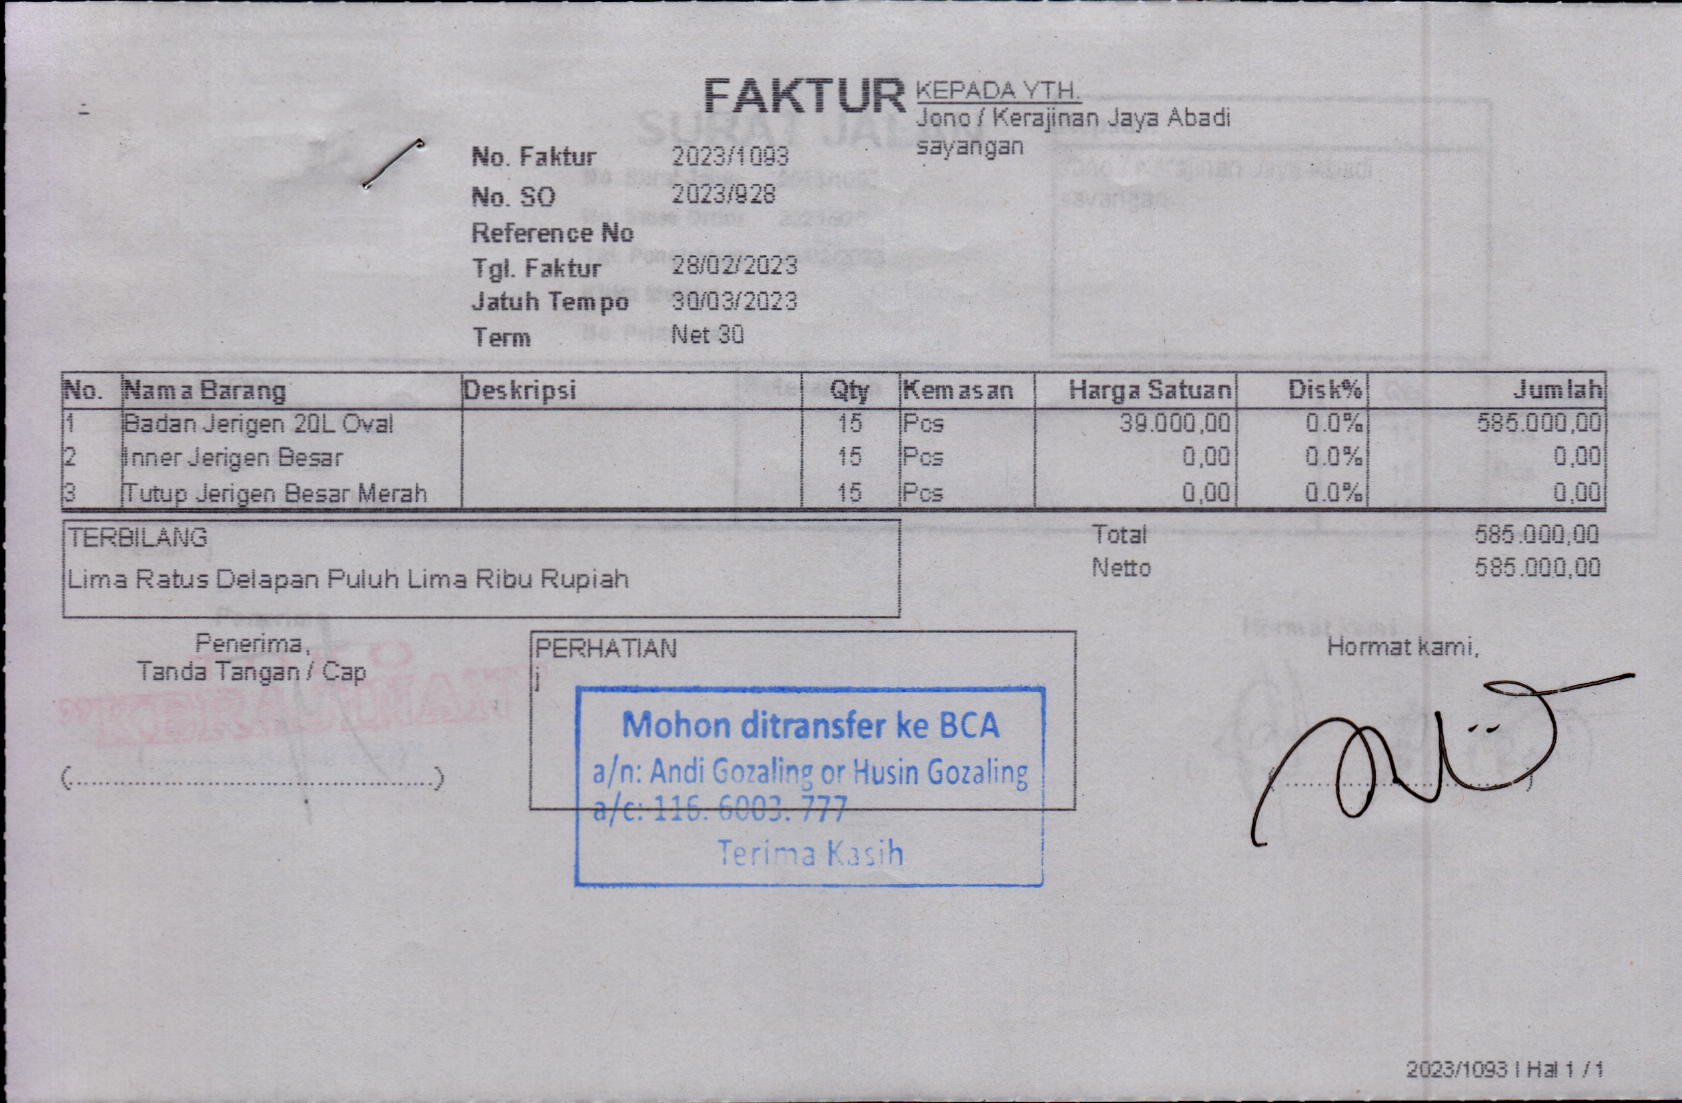 FAKTUR
KEPADA YTH.
Jono / Kerajinan Jaya Abadi
sayangan
No. Faktur 2023/1093
No. SO 2023/928
Reference No
Tgl. Faktur 28/02/2023
Jatuh Tempo 30/03/2023
Term Net 30
No. Nama Barang Deskripsi Qty Kemasan Harga Satuan Disk% Jumlah
1 Badan Jerigen 20L Oval 15 Pcs 39.000,00 0.0% 585.000,00
2 Inner Jerigen Besar 15 Pcs 0,00 0.0% 0,00
3 Tutup Jerigen Besar Merah 15 Pcs 0,00 0.0% 0,00
TERBILANG
Lima Ratus Delapan Puluh Lima Ribu Rupiah
Total 585.000,00
Netto 585.000,00
Penerima,
Tanda Tangan / Cap
(............................................)
PERHATIAN
j
Mohon ditransfer ke BCA
a/n: Andi Gozaling or Husin Gozaling
a/c: 116. 6003. 777
Terima Kasih
Hormat kami,
2023/1093 | Hal 1 / 1